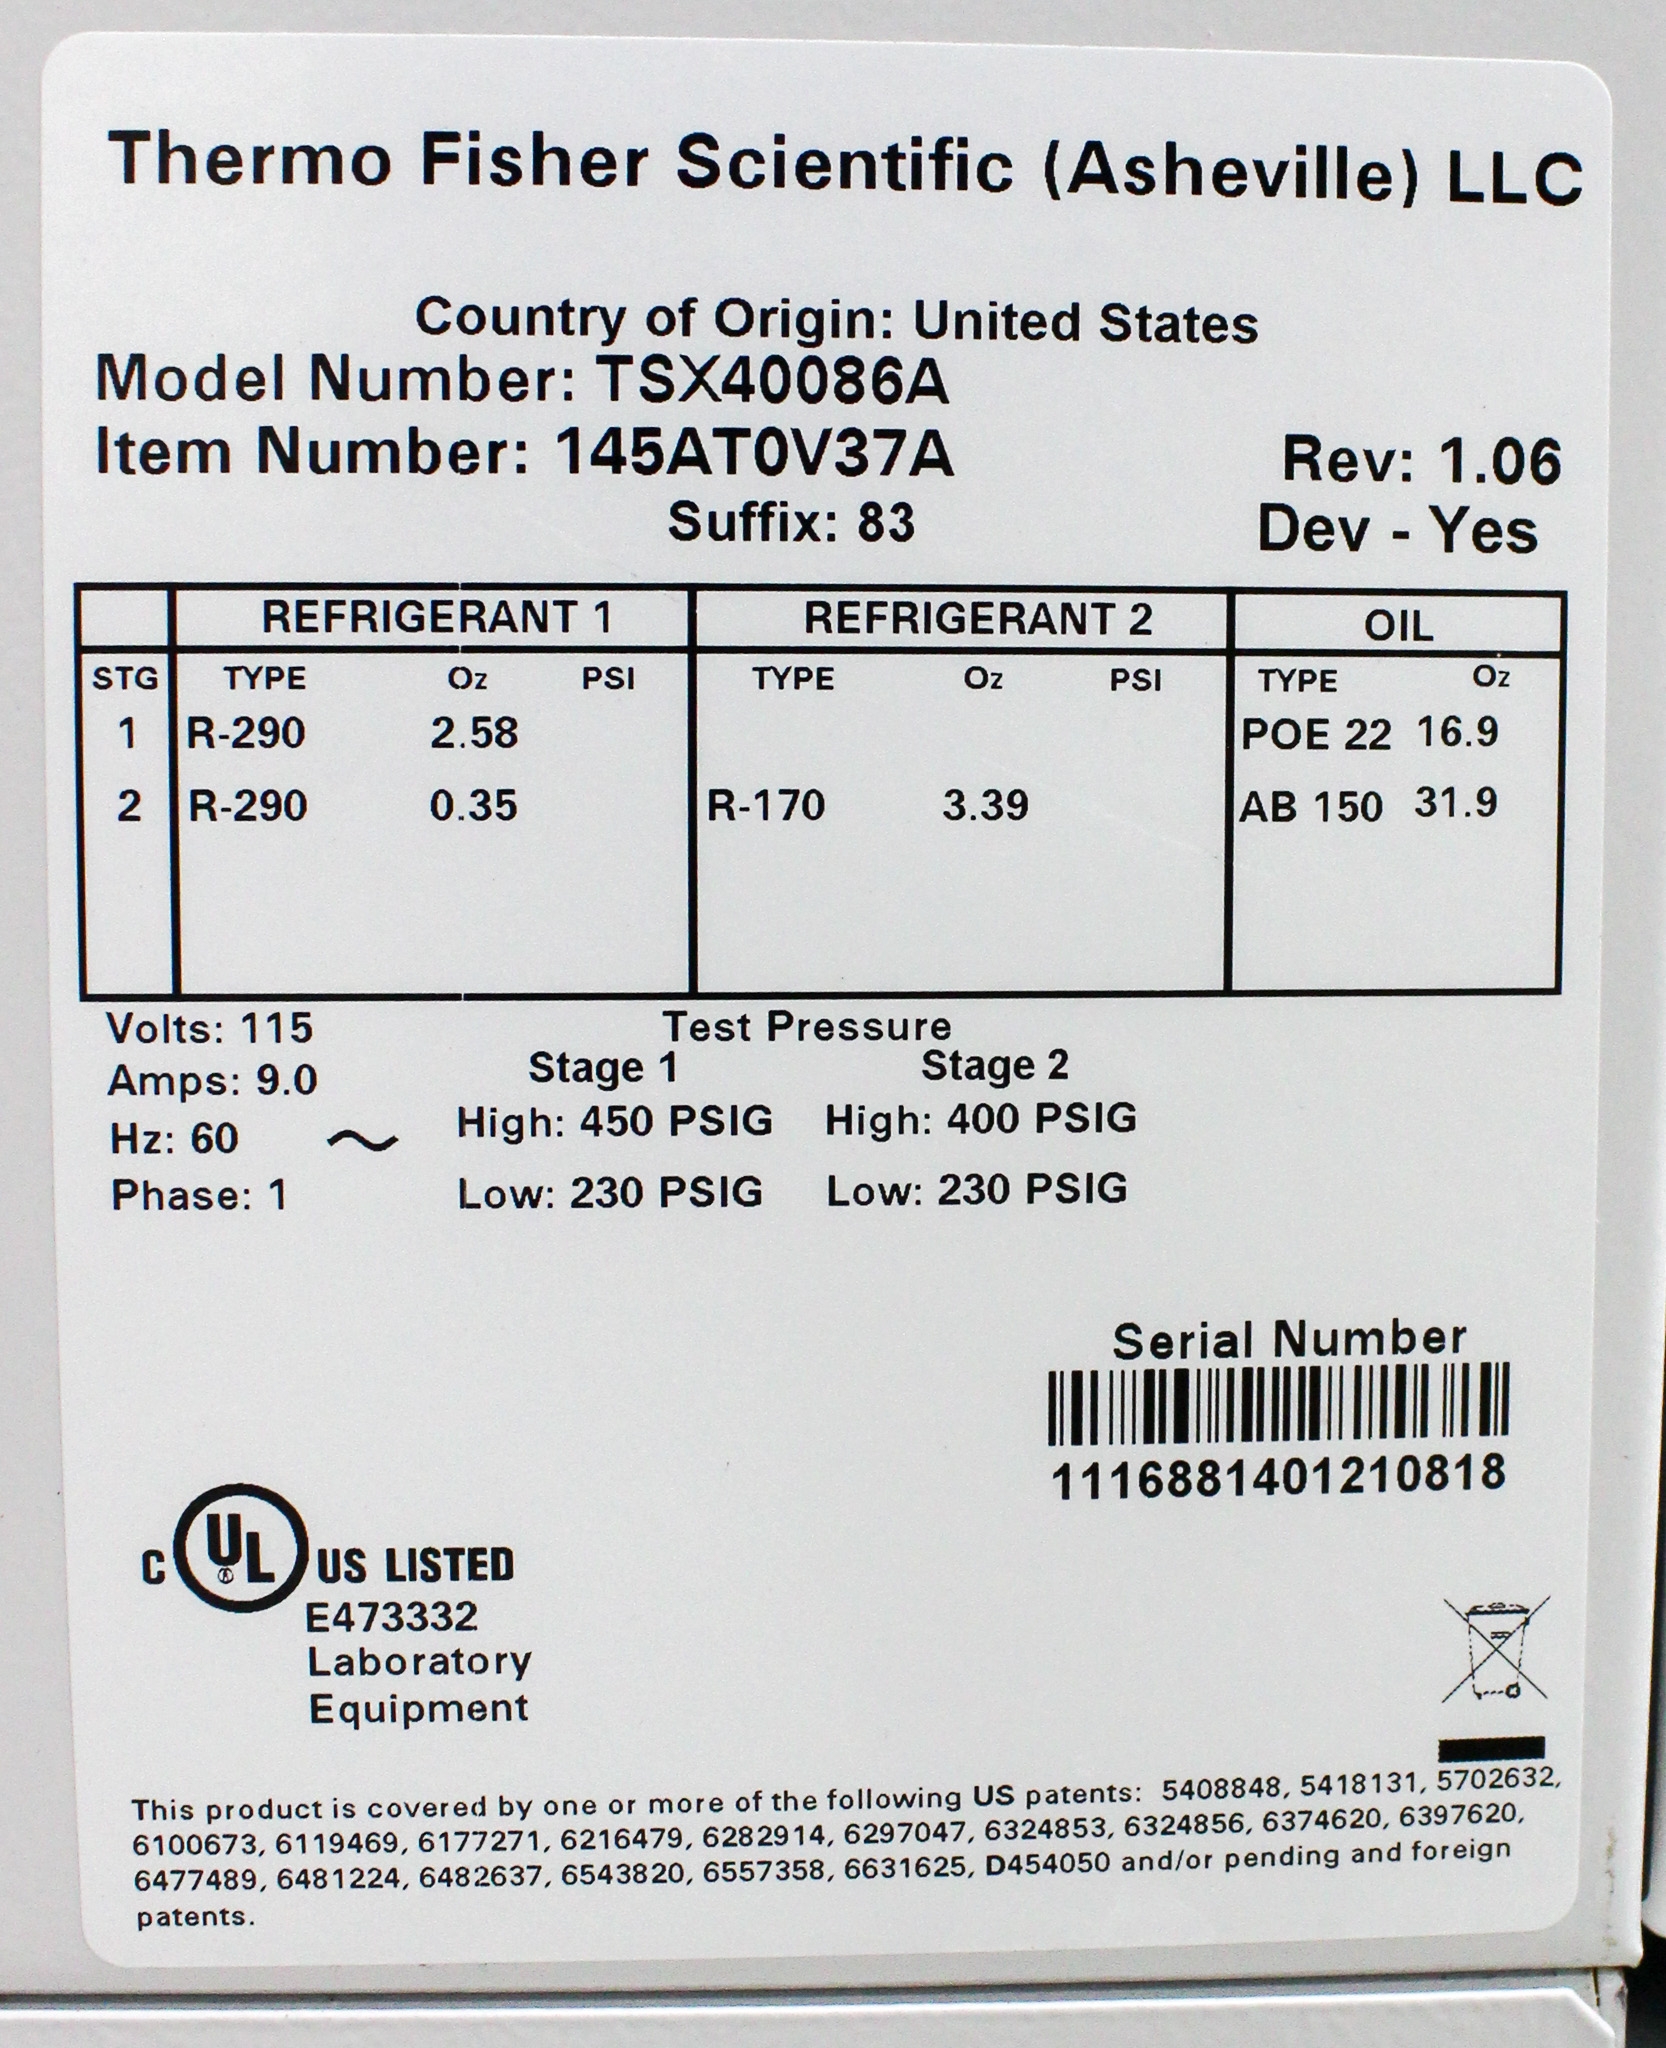 Thermo Fisher Scientific (Asheville) LLC
Country of Origin: United States
Model Number: TSX40086A
Item Number: 145AT0V37A Rev: 1.06
Suffix: 83 Dev - Yes
REFRIGERANT 1 REFRIGERANT 2 OIL
STG TYPE Oz PSI TYPE Oz PSI TYPE Oz
1 R-290 2.58 POE 22 16.9
2 R-290 0.35 R-170 3.39 AB 150 31.9
Volts: 115 Test Pressure
Amps: 9.0 Stage 1 Stage 2
Hz: 60 ~ High: 450 PSIG High: 400 PSIG
Phase: 1 Low: 230 PSIG Low: 230 PSIG
Serial Number
1116881401210818
C UL US LISTED
E473332
Laboratory
Equipment
This product is covered by one or more of the following US patents: 5408848, 5418131, 5702632,
6100673, 6119469, 6177271, 6216479, 6282914, 6297047, 6324853, 6324856, 6374620, 6397620,
6477489, 6481224, 6482637, 6543820, 6557358, 6631625, D454050 and/or pending and foreign
patents.